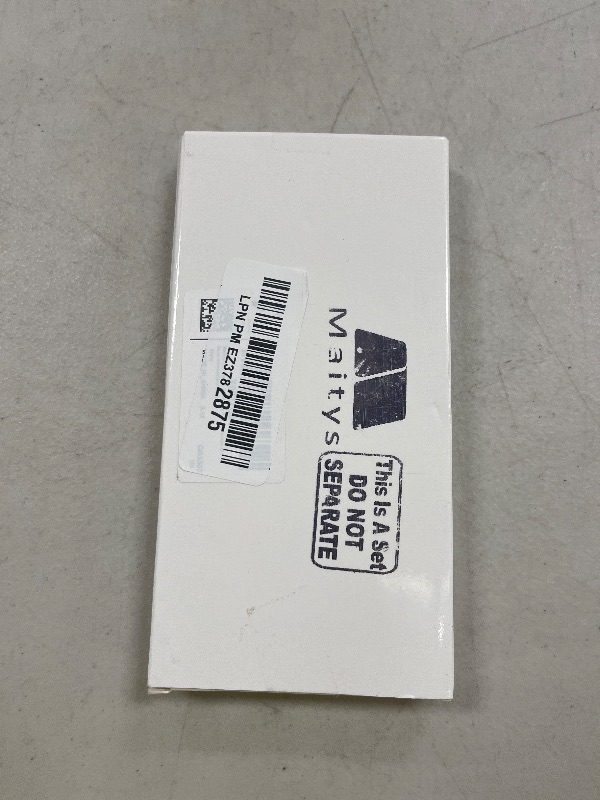 LPN PM EZ3782875
Maitys
This Is A Set
DO NOT
SEPARATE